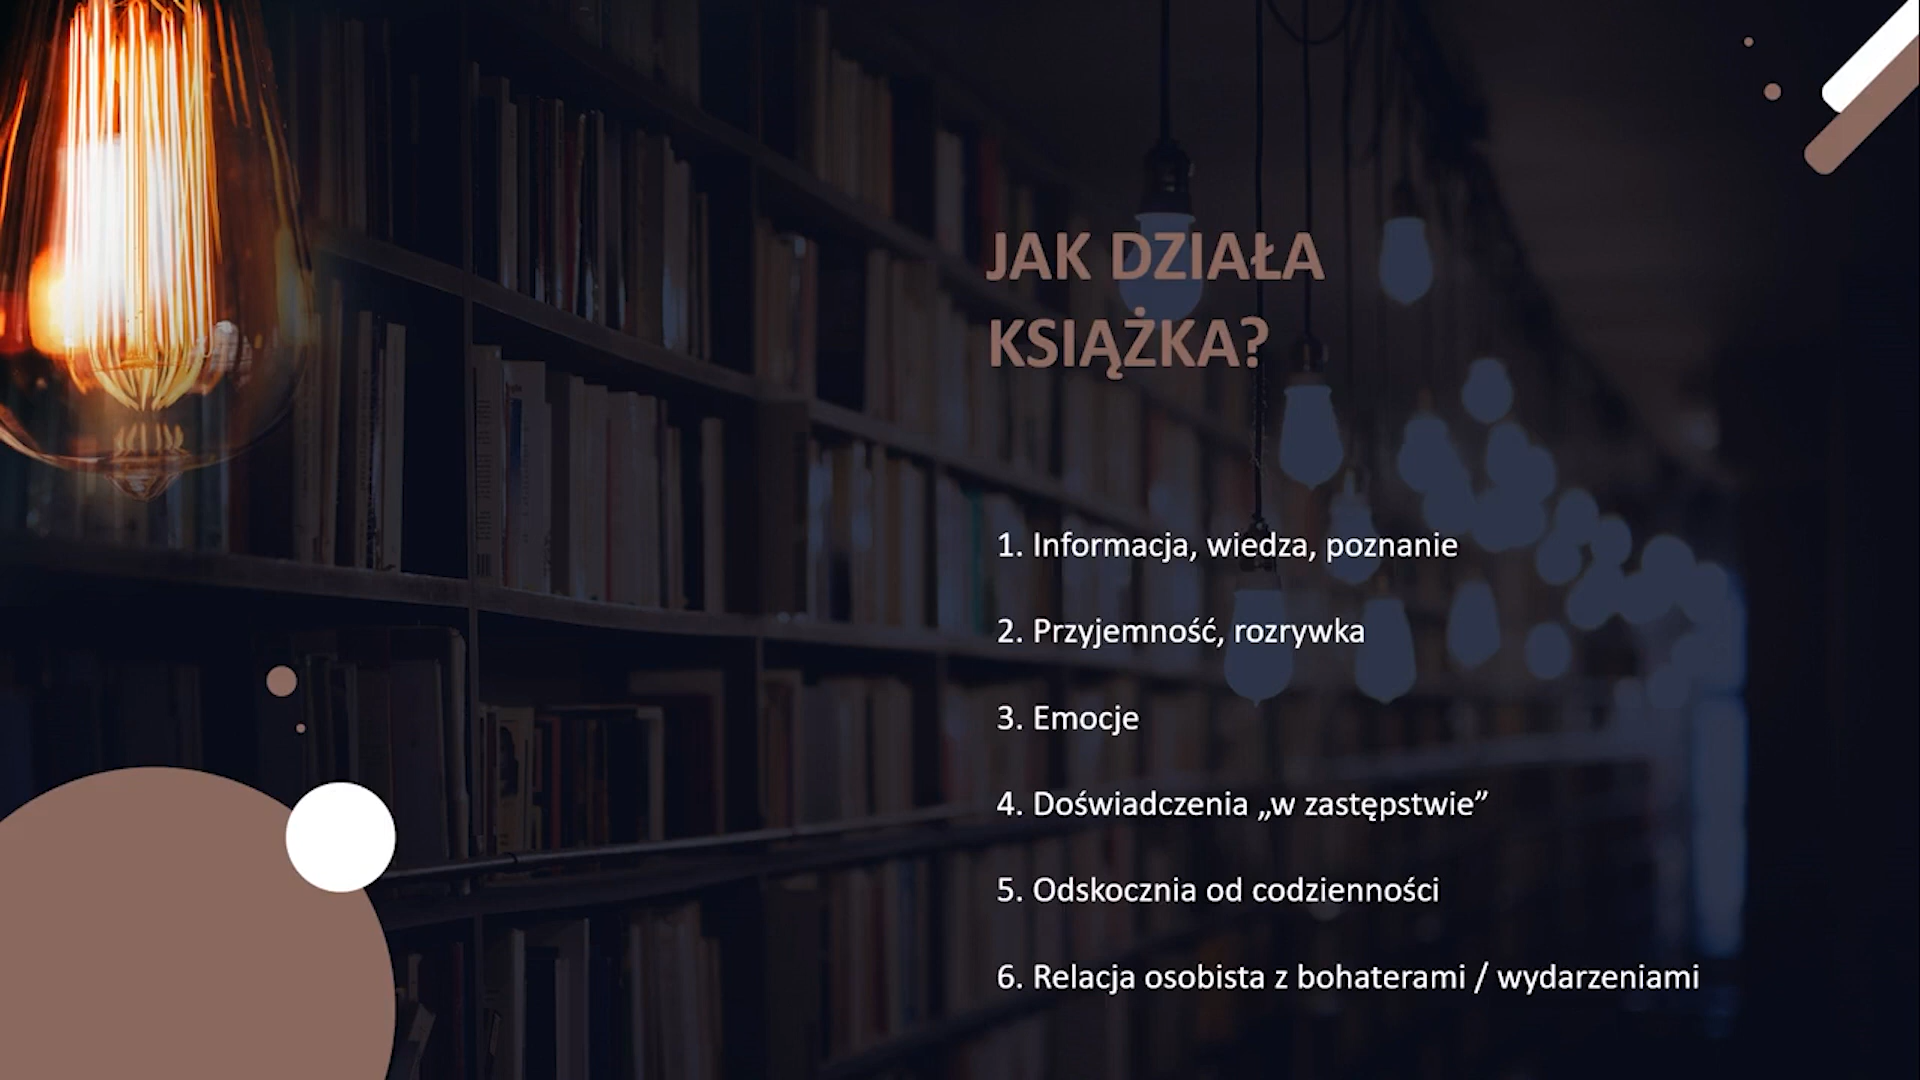 JAK DZIAŁA
KSIĄŻKA?
1. Informacja, wiedza, poznanie
2. Przyjemność, rozrywka
3. Emocje
4. Doświadczenia „w zastępstwie”
5. Odskocznia od codzienności
6. Relacja osobista z bohaterami / wydarzeniami